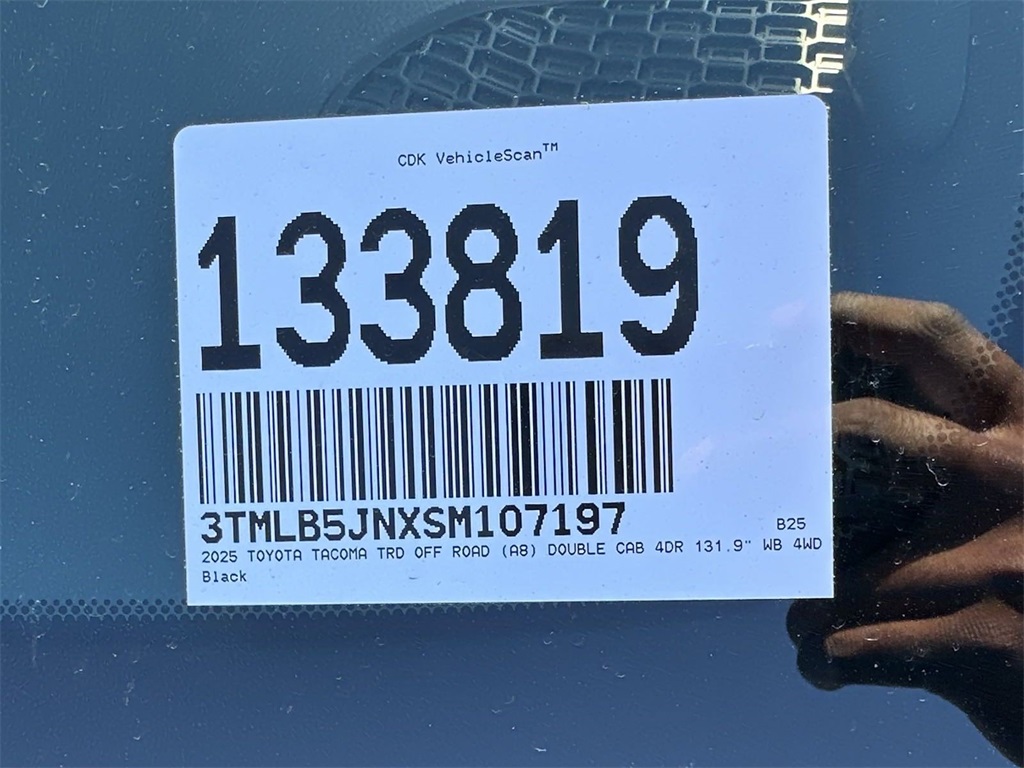 CDK VehicleScan™
133819
3TMLB5JNXSM107197
B25
2025 TOYOTA TACOMA TRD OFF ROAD (A8) DOUBLE CAB 4DR 131.9" WB 4WD
Black